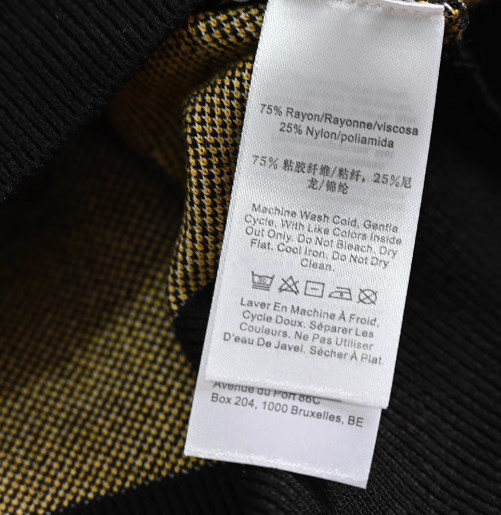 75% Rayon/Rayonne/viscosa
25% Nylon/poliamida
75% 粘胶纤维/粘纤, 25%尼
龙/锦纶
Machine Wash Cold, Gentle
Cycle, With Like Colors Inside
Out Only. Do Not Bleach. Dry
Flat. Cool Iron. Do Not Dry
Clean.
Laver En Machine À Froid,
Cycle Doux. Séparer Les
Couleurs. Ne Pas Utiliser
D'eau De Javel. Sécher À Plat.
Avenue du Port 86C
Box 204, 1000 Bruxelles, BE